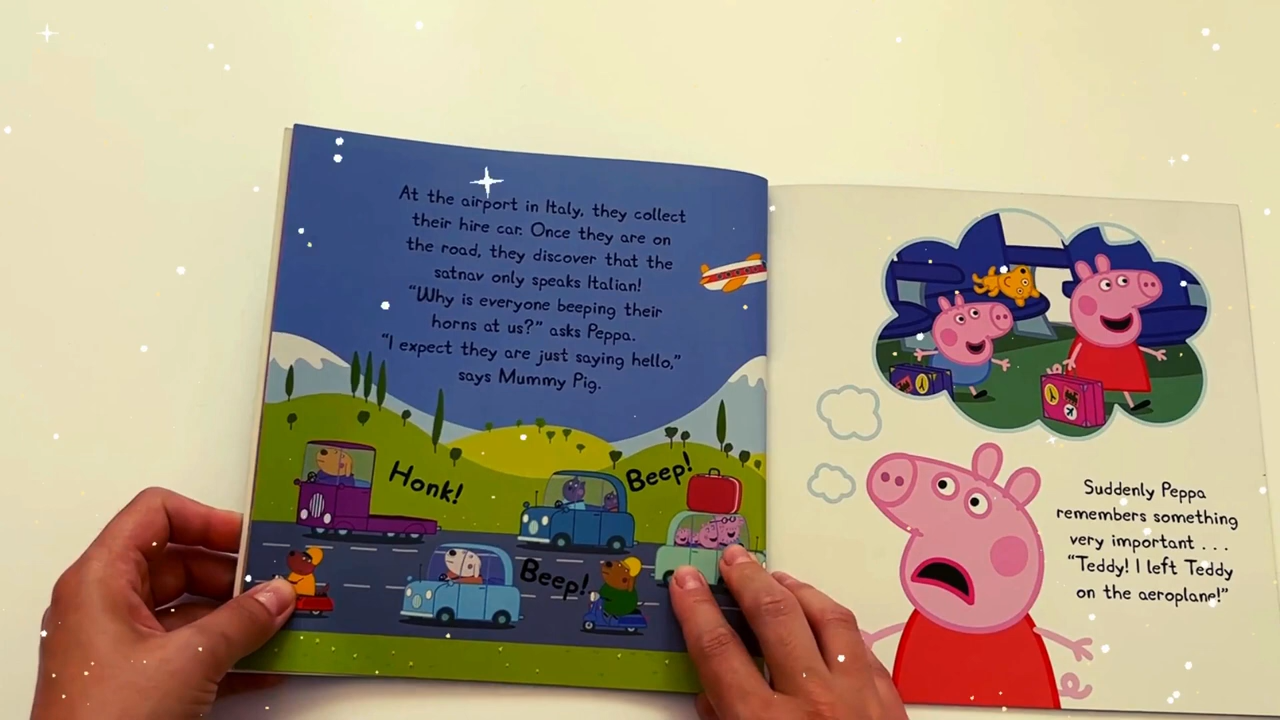 At the airport in Italy, they collect
their hire car. Once they are on
the road, they discover that the
satnav only speaks Italian!
“Why is everyone beeping their
horns at us?” asks Peppa.
“I expect they are just saying hello,”
says Mummy Pig.
Honk!
Beep!
Beep!
Suddenly Peppa
remembers something
very important . . .
“Teddy! I left Teddy
on the aeroplane!”